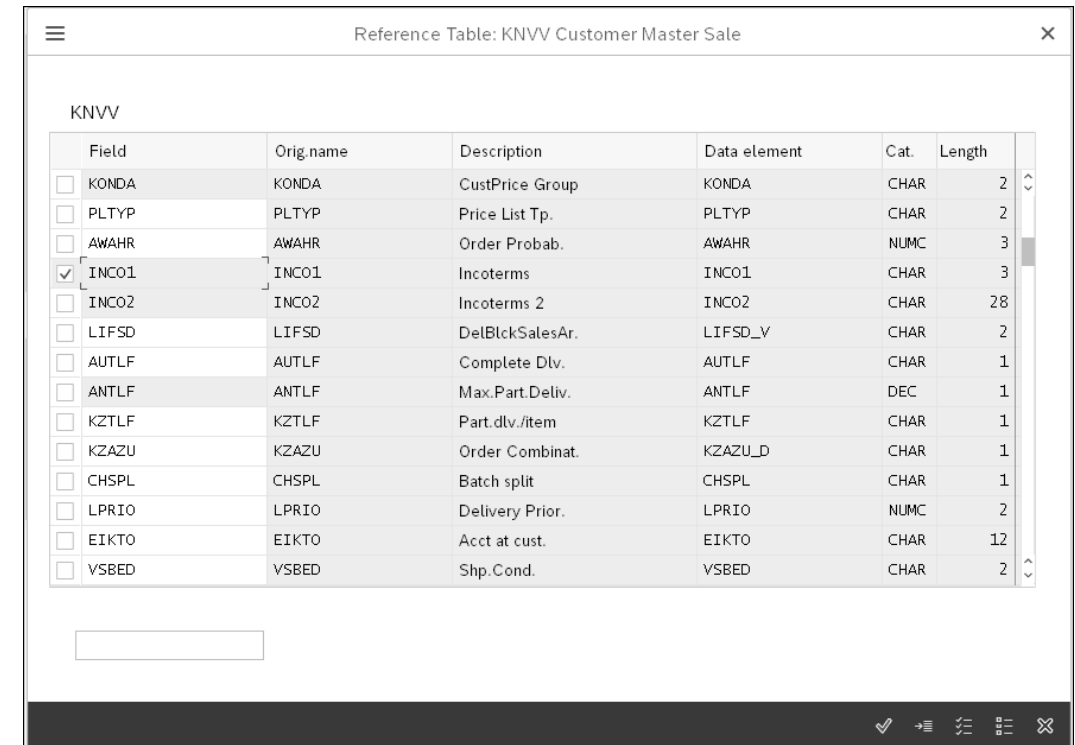 Reference Table: KNVV Customer Master Sale
KNVV
Field Orig.name Description Data element Cat. Length
KONDA KONDA CustPrice Group KONDA CHAR 2
PLTYP PLTYP Price List Tp. PLTYP CHAR 2
AWAHR AWAHR Order Probab. AWAHR NUMC 3
INCO1 INCO1 Incoterms INCO1 CHAR 3
INCO2 INCO2 Incoterms 2 INCO2 CHAR 28
LIFSD LIFSD DelBlckSalesAr. LIFSD_V CHAR 2
AUTLF AUTLF Complete Dlv. AUTLF CHAR 1
ANTLF ANTLF Max.Part.Deliv. ANTLF DEC 1
KZTLF KZTLF Part.dlv./item KZTLF CHAR 1
KZAZU KZAZU Order Combinat. KZAZU_D CHAR 1
CHSPL CHSPL Batch split CHSPL CHAR 1
LPRIO LPRIO Delivery Prior. LPRIO NUMC 2
EIKTO EIKTO Acct at cust. EIKTO CHAR 12
VSBED VSBED Shp.Cond. VSBED CHAR 2